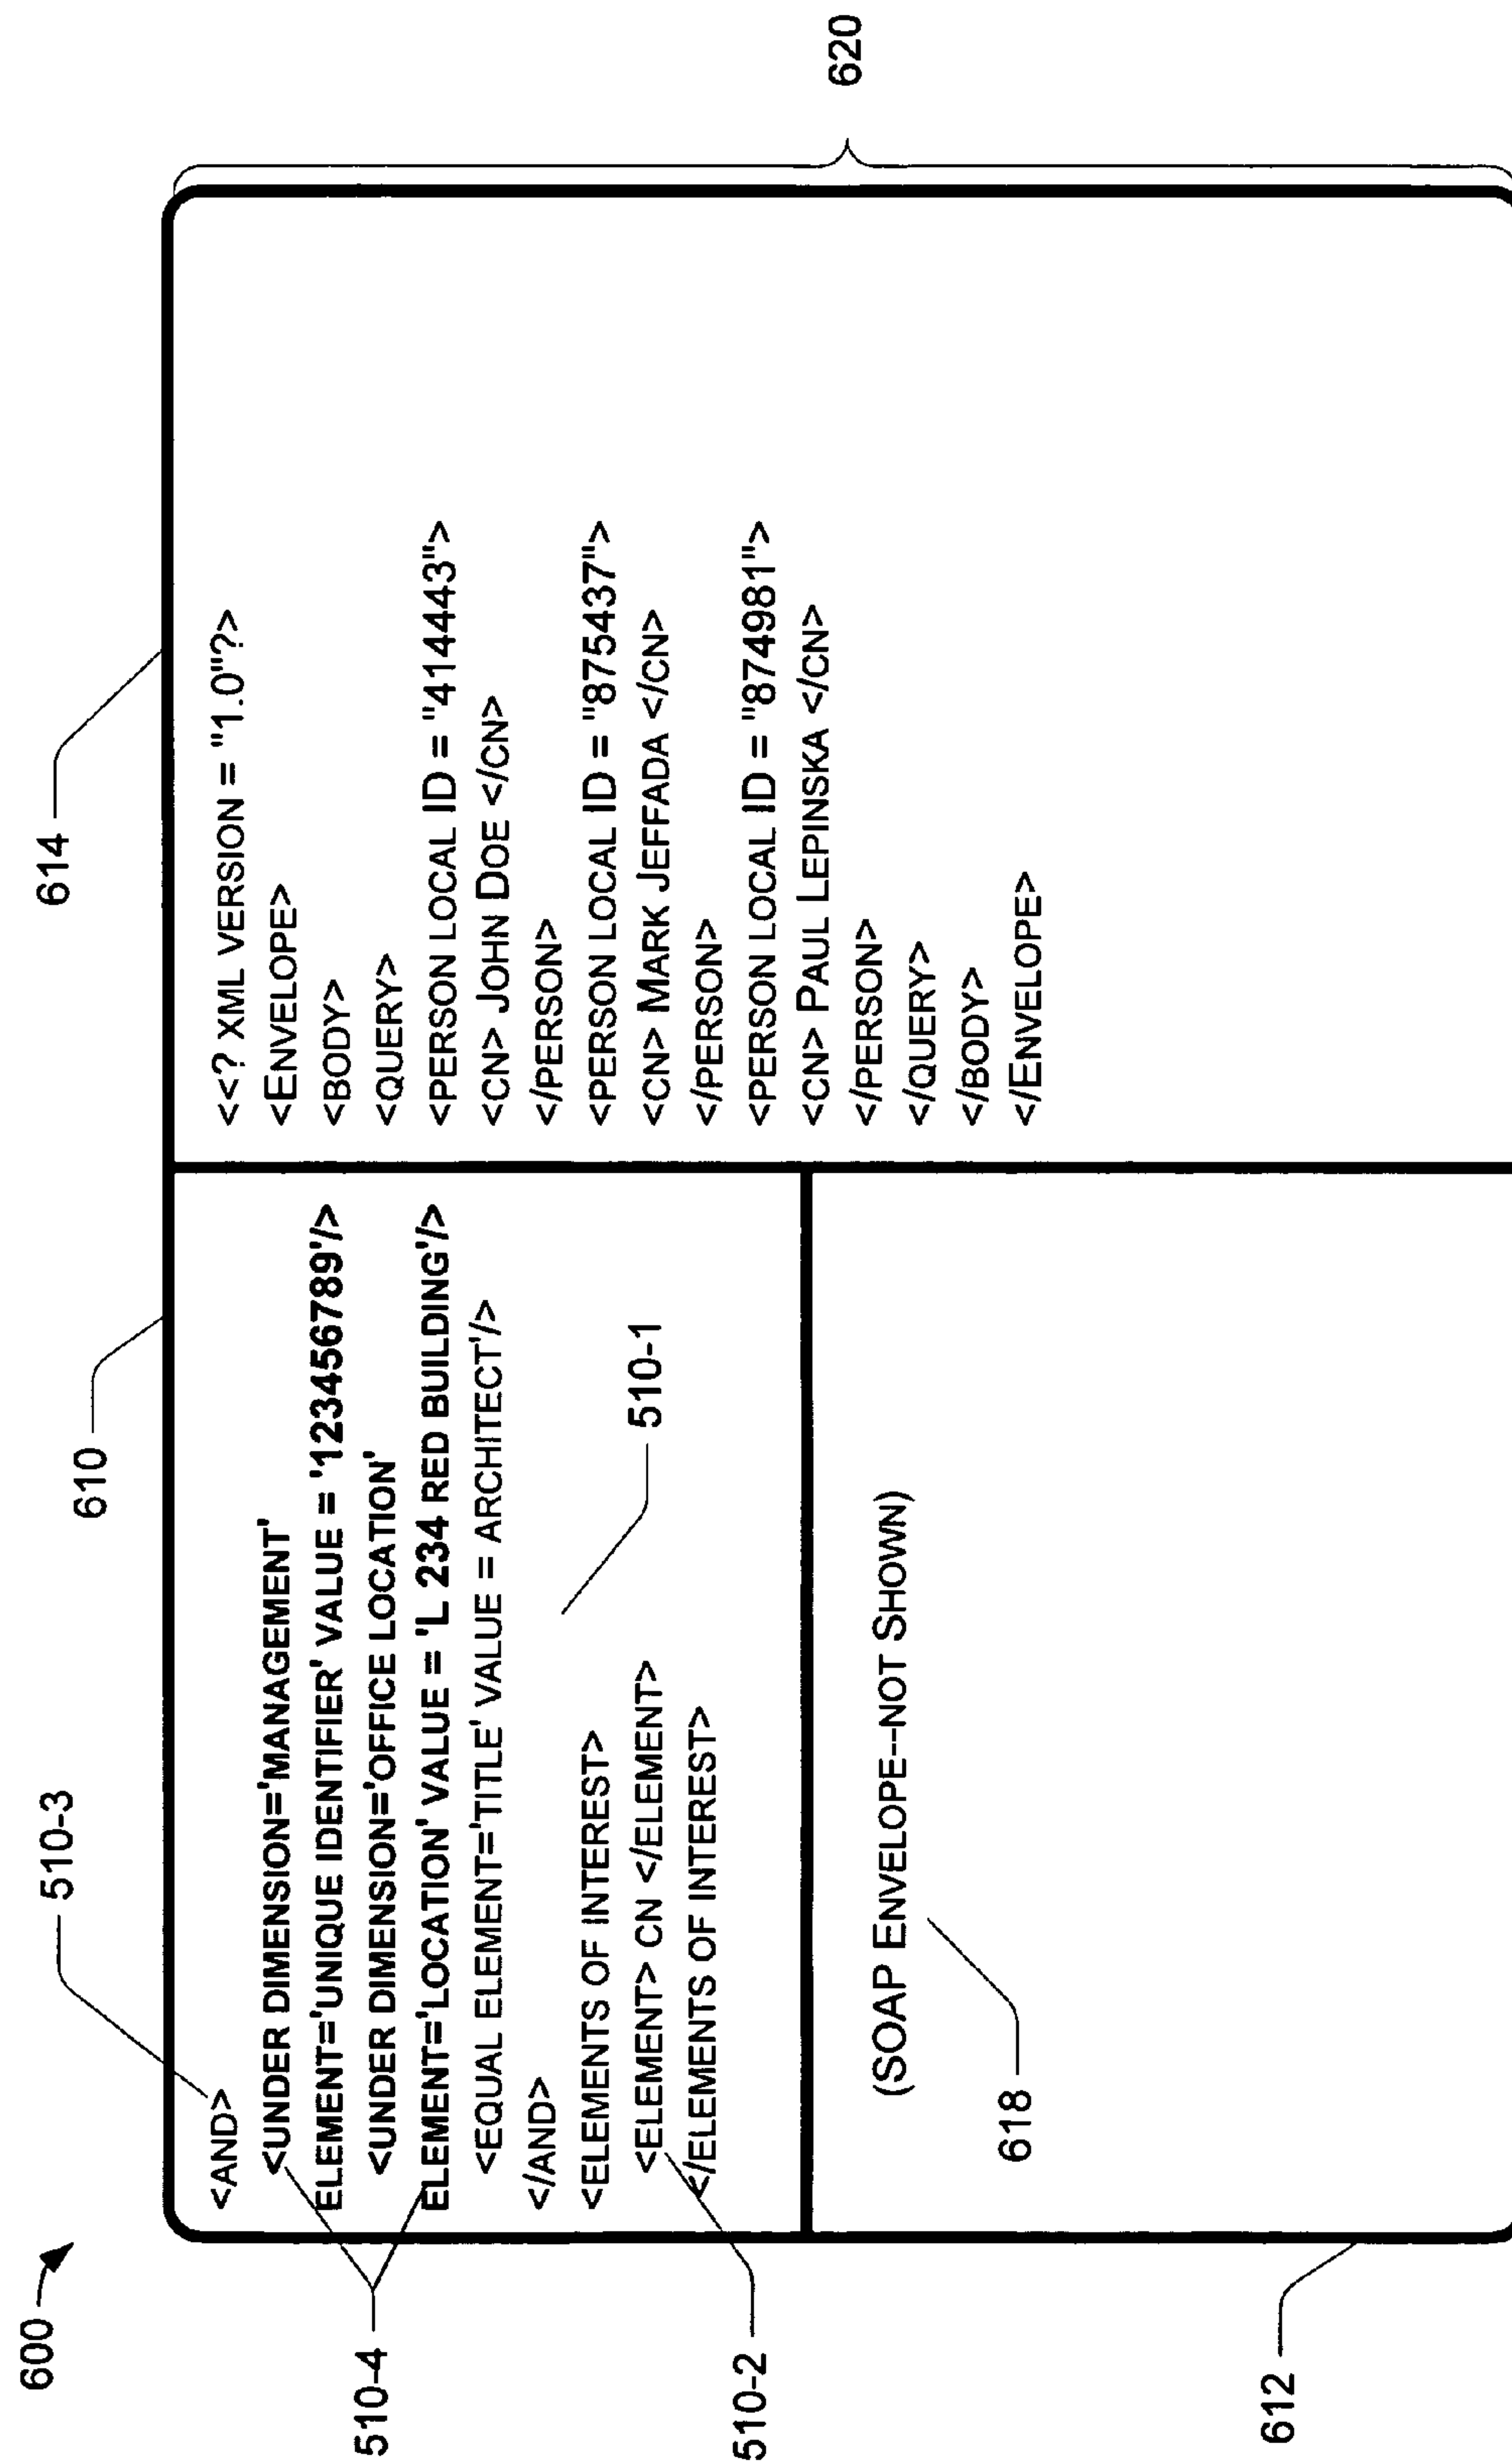 600
510-3
610
614
<AND>
<UNDER DIMENSION='MANAGEMENT'
ELEMENT='UNIQUE IDENTIFIER' VALUE = '123456789'/>
<UNDER DIMENSION='OFFICE LOCATION'
ELEMENT='LOCATION' VALUE = 'L 234 RED BUILDING'/>
<EQUAL ELEMENT='TITLE' VALUE = ARCHITECT'/>
</AND>
<ELEMENTS OF INTEREST>
<ELEMENT> CN </ELEMENT>
</ELEMENTS OF INTEREST>
510-4
510-1
510-2
(SOAP ENVELOPE--NOT SHOWN)
618
612
<<? XML VERSION = "1.0"?>
<ENVELOPE>
<BODY>
<QUERY>
<PERSON LOCAL ID = "414443">
<CN> JOHN DOE </CN>
</PERSON>
<PERSON LOCAL ID = "875437">
<CN> MARK JEFFADA </CN>
</PERSON>
<PERSON LOCAL ID = "874981">
<CN> PAUL LEPINSKA </CN>
</PERSON>
</QUERY>
</BODY>
</ENVELOPE>
620